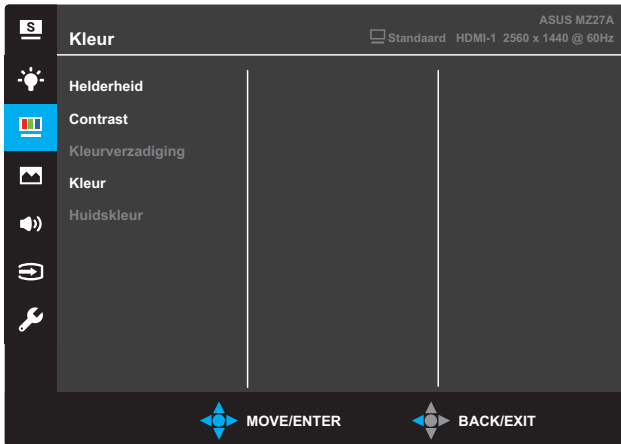 S
ASUS MZ27A
Kleur
Standaard HDMI-1 2560 x 1440 @ 60Hz
Helderheid
Contrast
Kleurverzadiging
Kleur
Huidskleur
MOVE/ENTER
BACK/EXIT